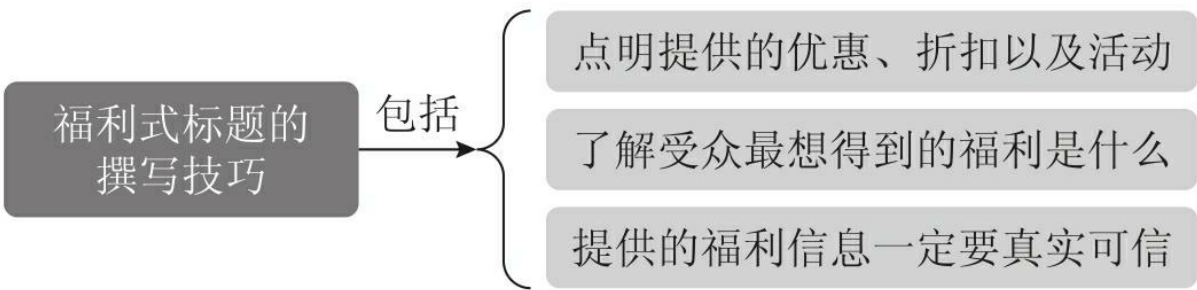 福利式标题的
撰写技巧
包括
点明提供的优惠、折扣以及活动
了解受众最想得到的福利是什么
提供的福利信息一定要真实可信